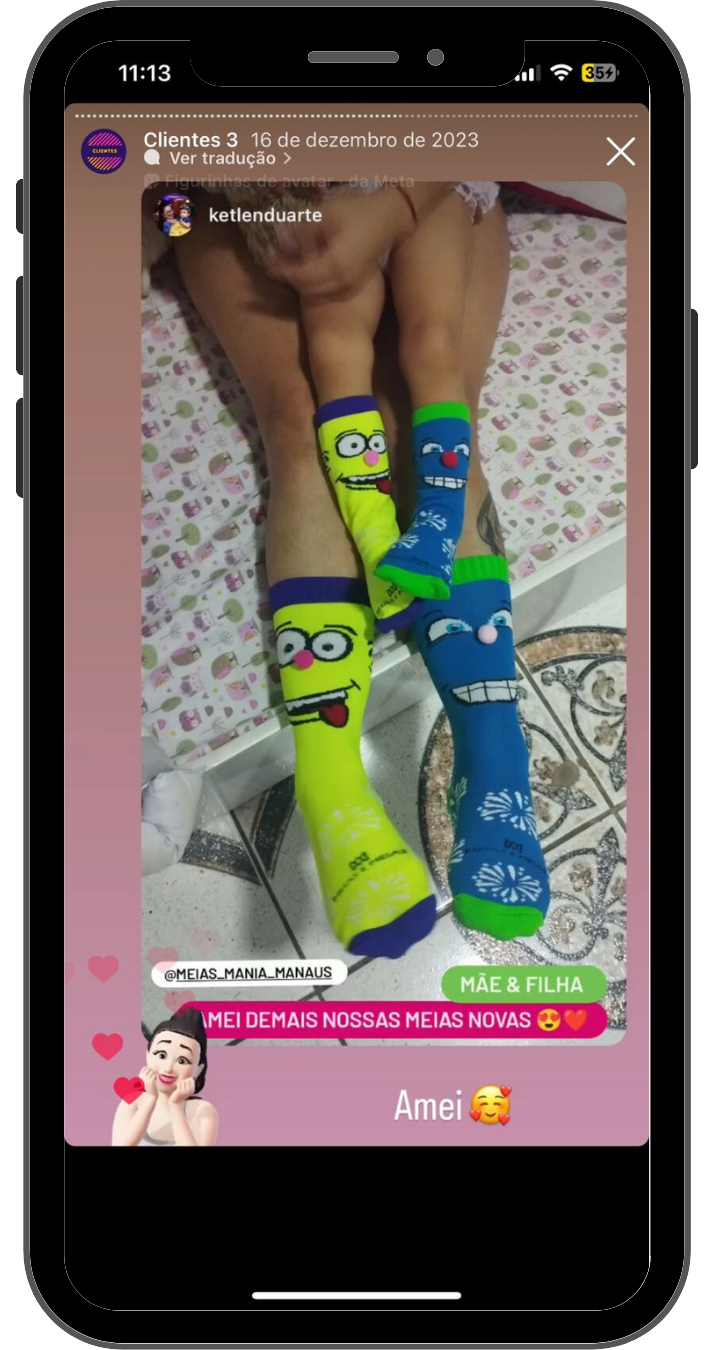 11:13
35
CLIENTES
Clientes 3 16 de dezembro de 2023
Ver tradução >
Figurinhas de avatar · da Meta
ketlenduarte
@MEIAS_MANIA_MANAUS
MÃE & FILHA
AMEI DEMAIS NOSSAS MEIAS NOVAS 😍❤️
Amei 🥰